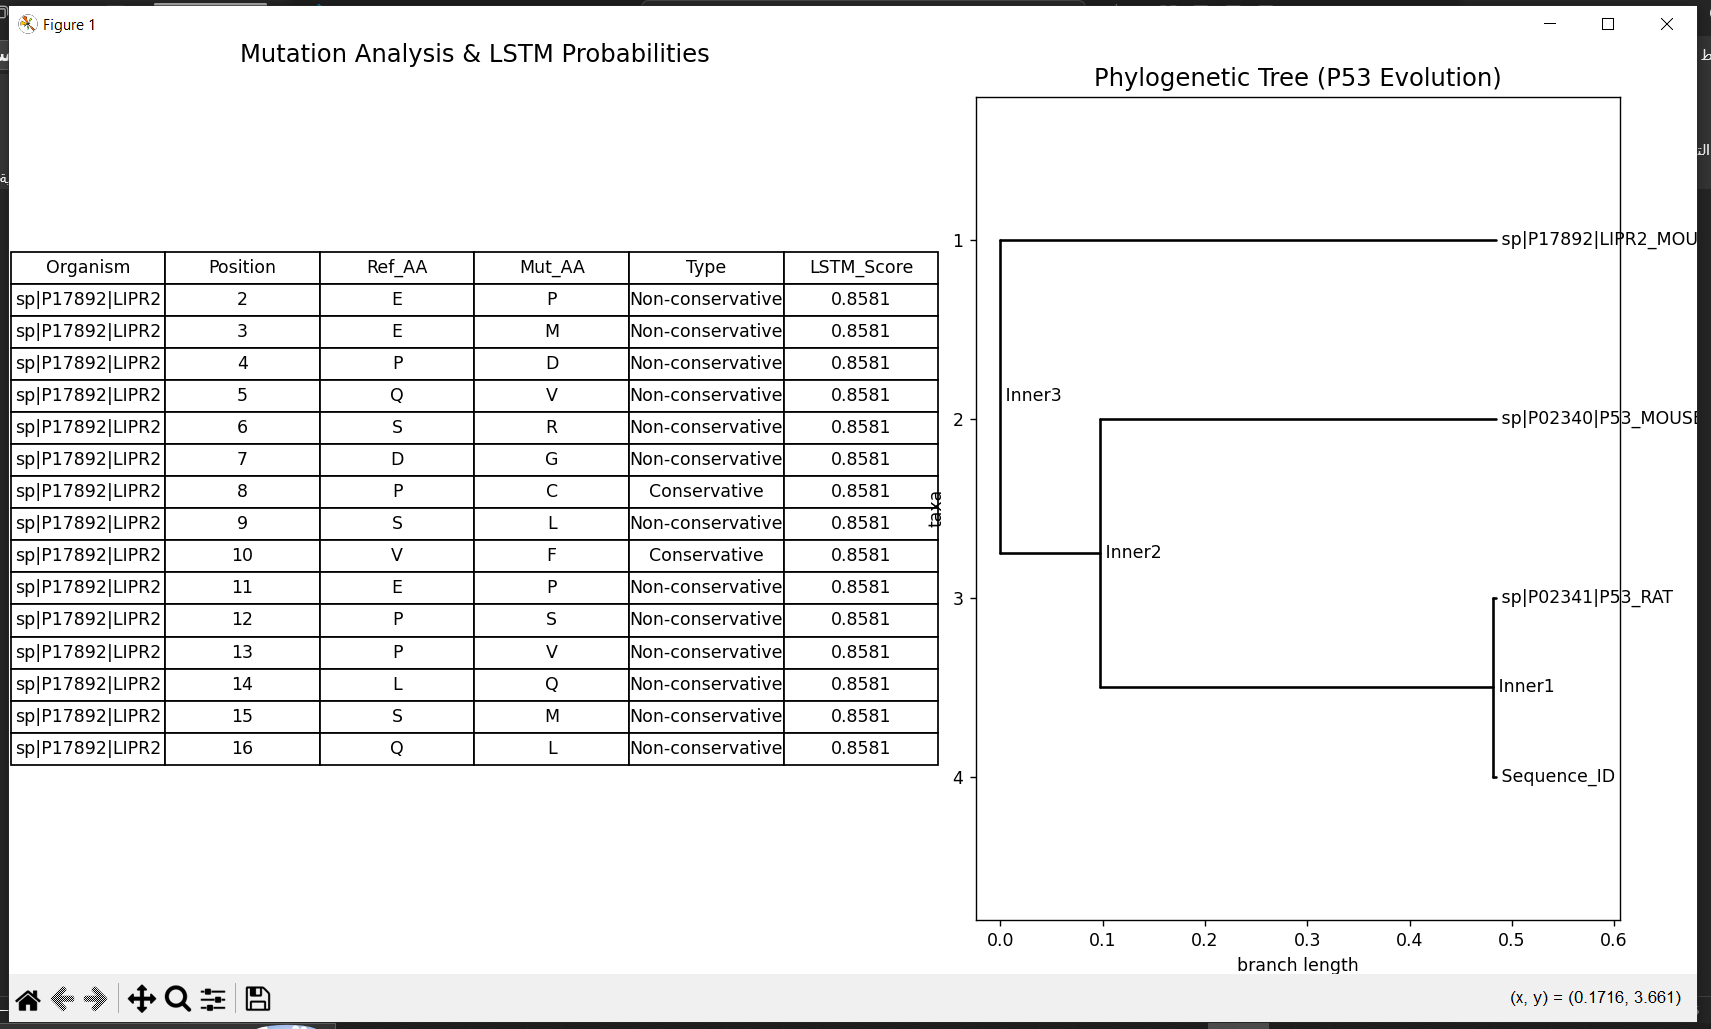 Figure 1
Mutation Analysis & LSTM Probabilities
Organism Position Ref_AA Mut_AA Type LSTM_Score
sp|P17892|LIPR2 2 E P Non-conservative 0.8581
sp|P17892|LIPR2 3 E M Non-conservative 0.8581
sp|P17892|LIPR2 4 P D Non-conservative 0.8581
sp|P17892|LIPR2 5 Q V Non-conservative 0.8581
sp|P17892|LIPR2 6 S R Non-conservative 0.8581
sp|P17892|LIPR2 7 D G Non-conservative 0.8581
sp|P17892|LIPR2 8 P C Conservative 0.8581
sp|P17892|LIPR2 9 S L Non-conservative 0.8581
sp|P17892|LIPR2 10 V F Conservative 0.8581
sp|P17892|LIPR2 11 E P Non-conservative 0.8581
sp|P17892|LIPR2 12 P S Non-conservative 0.8581
sp|P17892|LIPR2 13 P V Non-conservative 0.8581
sp|P17892|LIPR2 14 L Q Non-conservative 0.8581
sp|P17892|LIPR2 15 S M Non-conservative 0.8581
sp|P17892|LIPR2 16 Q L Non-conservative 0.8581
Phylogenetic Tree (P53 Evolution)
taxa
1
2
3
4
sp|P17892|LIPR2_MOU
Inner3
sp|P02340|P53_MOUSE
Inner2
sp|P02341|P53_RAT
Inner1
Sequence_ID
0.0 0.1 0.2 0.3 0.4 0.5 0.6
branch length
(x, y) = (0.1716, 3.661)